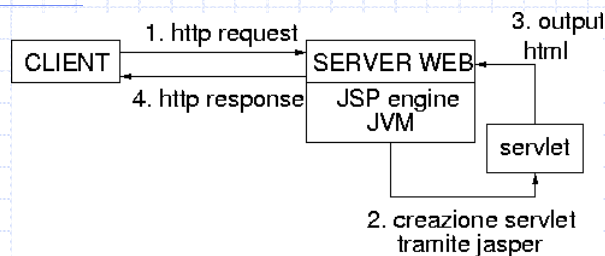 1. http request
CLIENT
4. http response
SERVER WEB
JSP engine
JVM
3. output
html
servlet
2. creazione servlet
tramite jasper